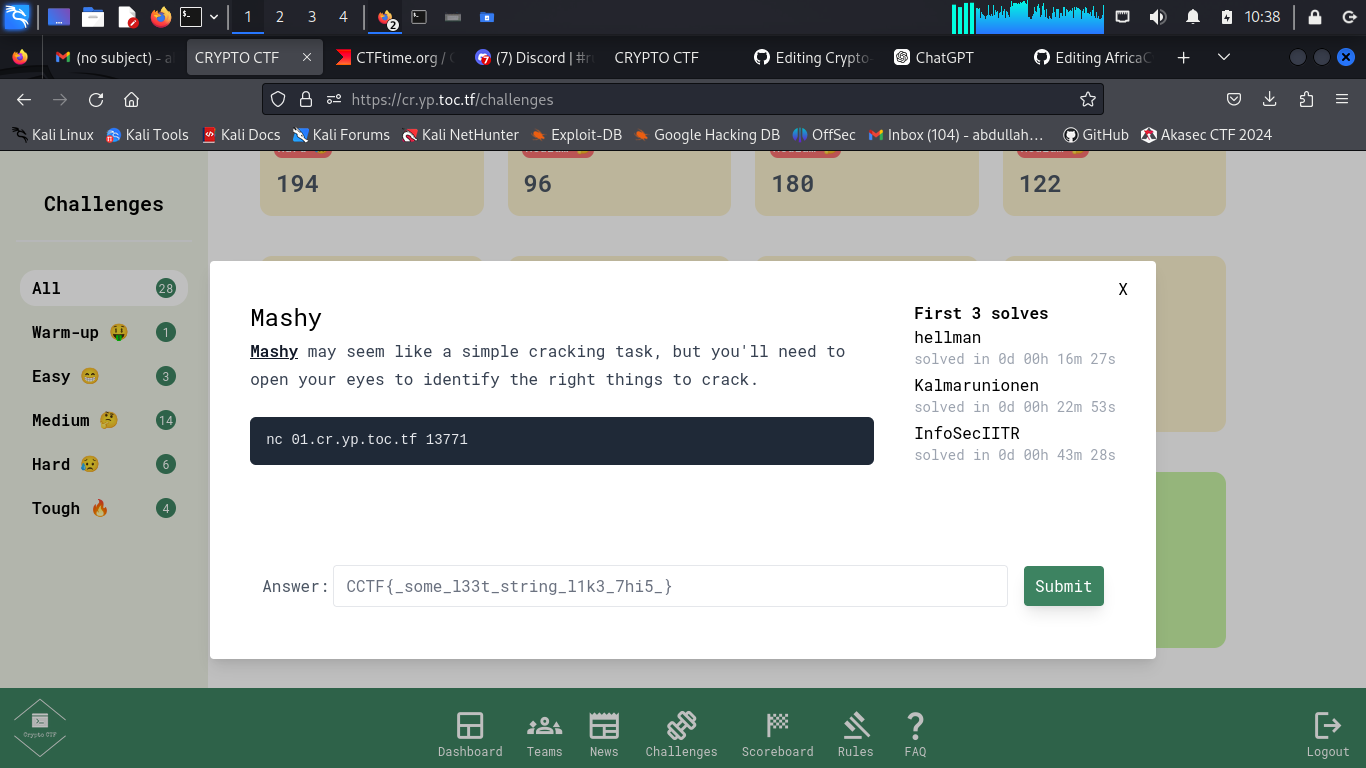 1 2 3 4 2 10:38
(no subject) - a CRYPTO CTF CTFtime.org / C (7) Discord | #r CRYPTO CTF Editing Crypto- ChatGPT Editing AfricaC
https://cr.yp.toc.tf/challenges
Kali Linux Kali Tools Kali Docs Kali Forums Kali NetHunter Exploit-DB Google Hacking DB OffSec Inbox (104) - abdullah… GitHub Akasec CTF 2024
194 96 180 122
Challenges
All 28
Warm-up 🤑 1
Easy 😁 3
Medium 🤔 14
Hard 😥 6
Tough 🔥 4
X
Mashy
Mashy may seem like a simple cracking task, but you'll need to
open your eyes to identify the right things to crack.
nc 01.cr.yp.toc.tf 13771
First 3 solves
hellman
solved in 0d 00h 16m 27s
Kalmarunionen
solved in 0d 00h 22m 53s
InfoSecIITR
solved in 0d 00h 43m 28s
Answer: CCTF{_some_l33t_string_l1k3_7hi5_} Submit
Crypto CTF
Dashboard Teams News Challenges Scoreboard Rules FAQ Logout